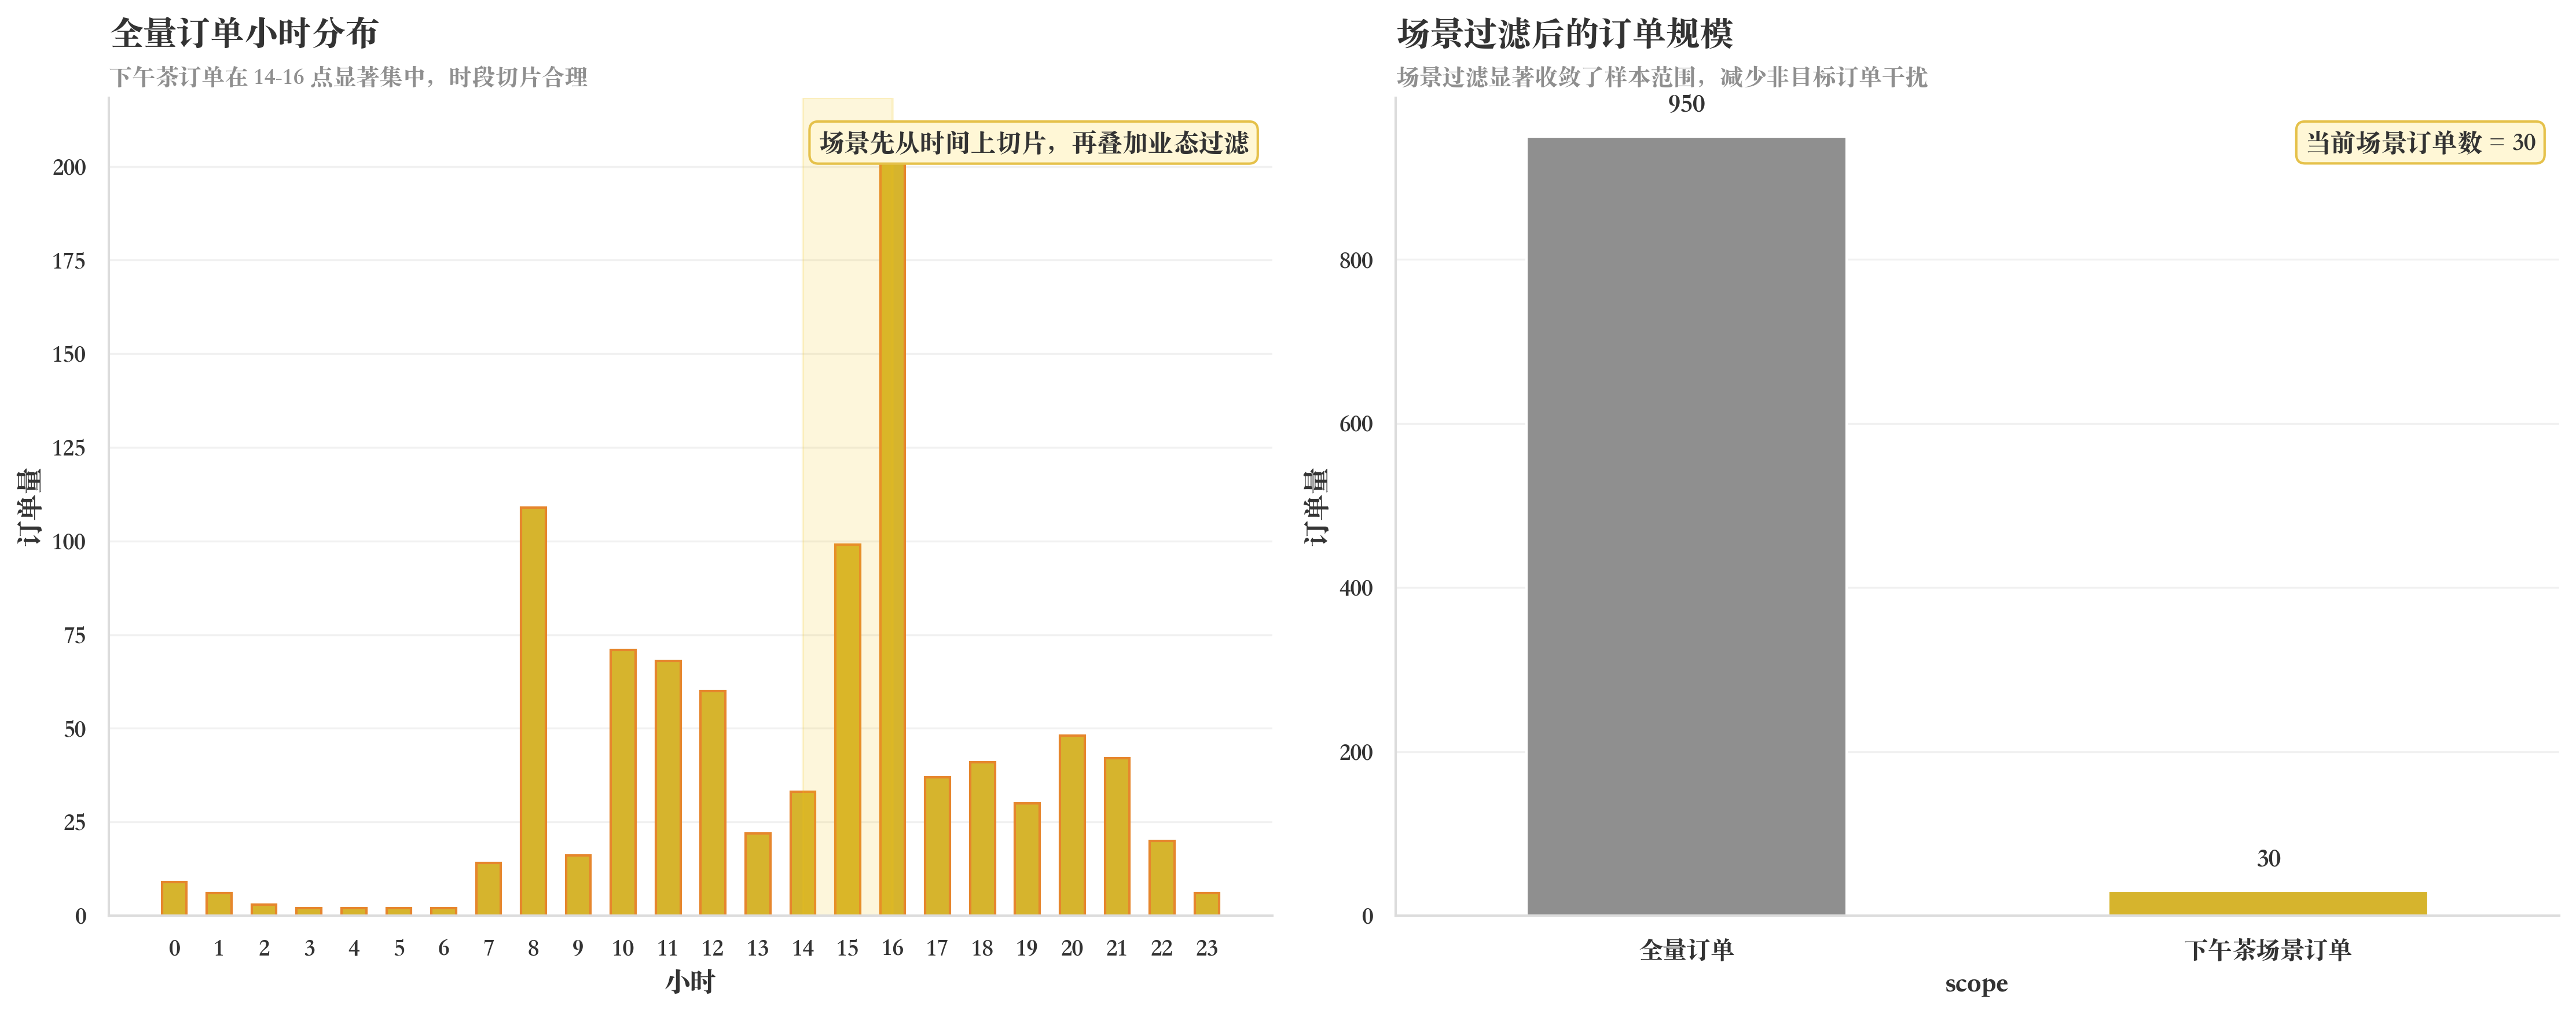 全量订单小时分布
下午茶订单在 14-16 点显著集中，时段切片合理
场景先从时间上切片，再叠加业态过滤
订单量
200
175
150
125
100
75
50
25
0
0 1 2 3 4 5 6 7 8 9 10 11 12 13 14 15 16 17 18 19 20 21 22 23
小时
场景过滤后的订单规模
场景过滤显著收敛了样本范围，减少非目标订单干扰
950
当前场景订单数 = 30
订单量
800
600
400
200
0
30
全量订单 下午茶场景订单
scope